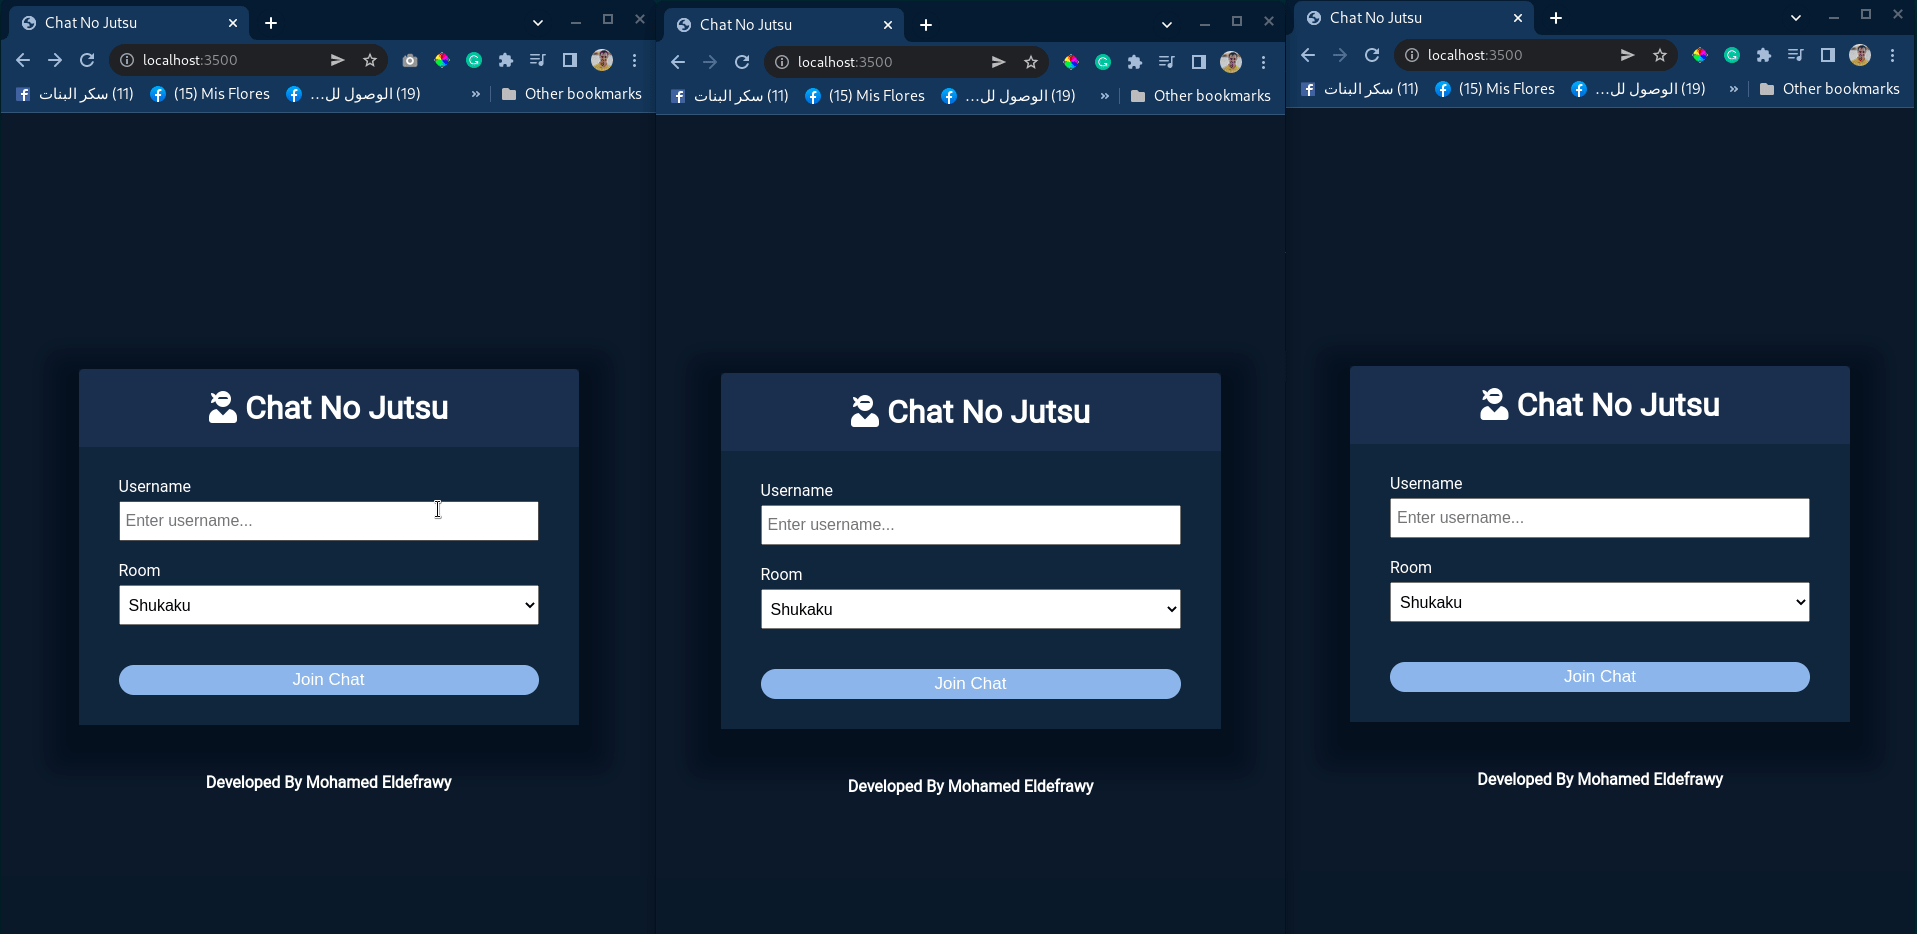 Chat No Jutsu
localhost:3500
(11) سكر البنات
(15) Mis Flores
(19) الوصول لل...
» Other bookmarks
Chat No Jutsu
Username
Enter username...
Room
Shukaku
Join Chat
Developed By Mohamed Eldefrawy
Chat No Jutsu
localhost:3500
(11) سكر البنات
(15) Mis Flores
(19) الوصول لل...
» Other bookmarks
Chat No Jutsu
Username
Enter username...
Room
Shukaku
Join Chat
Developed By Mohamed Eldefrawy
Chat No Jutsu
localhost:3500
(11) سكر البنات
(15) Mis Flores
(19) الوصول لل...
» Other bookmarks
Chat No Jutsu
Username
Enter username...
Room
Shukaku
Join Chat
Developed By Mohamed Eldefrawy